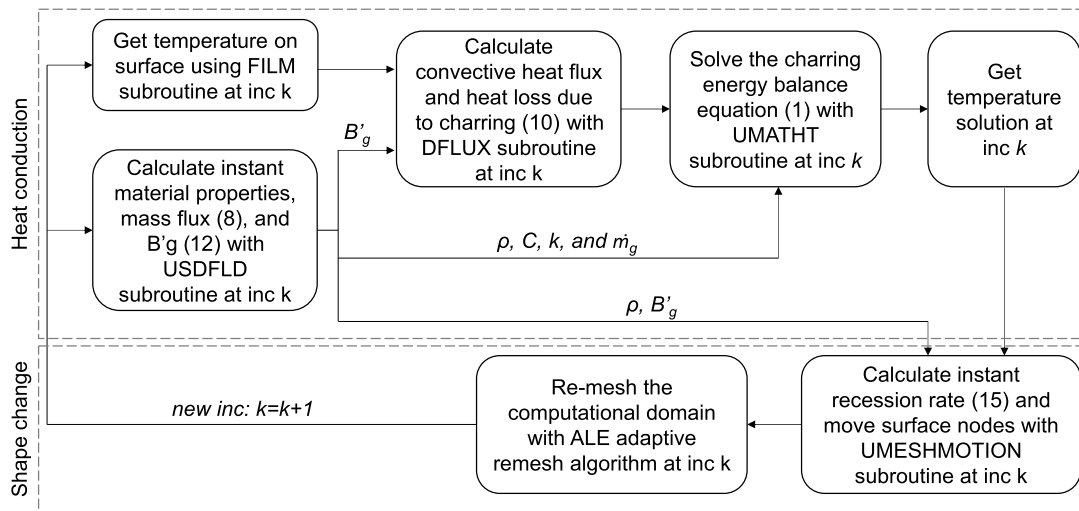 Heat conduction
Get temperature on
surface using FILM
subroutine at inc k
Calculate instant
material properties,
mass flux (8), and
B'g (12) with
USDFLD
subroutine at inc k
B'g
Calculate
convective heat flux
and heat loss due
to charring (10) with
DFLUX subroutine
at inc k
Solve the charring
energy balance
equation (1) with
UMATHT
subroutine at inc k
Get
temperature
solution at
inc k
ρ, C, k, and ṁg
ρ, B'g
Shape change
Calculate instant
recession rate (15) and
move surface nodes with
UMESHMOTION
subroutine at inc k
Re-mesh the
computational domain
with ALE adaptive
remesh algorithm at inc k
new inc: k=k+1